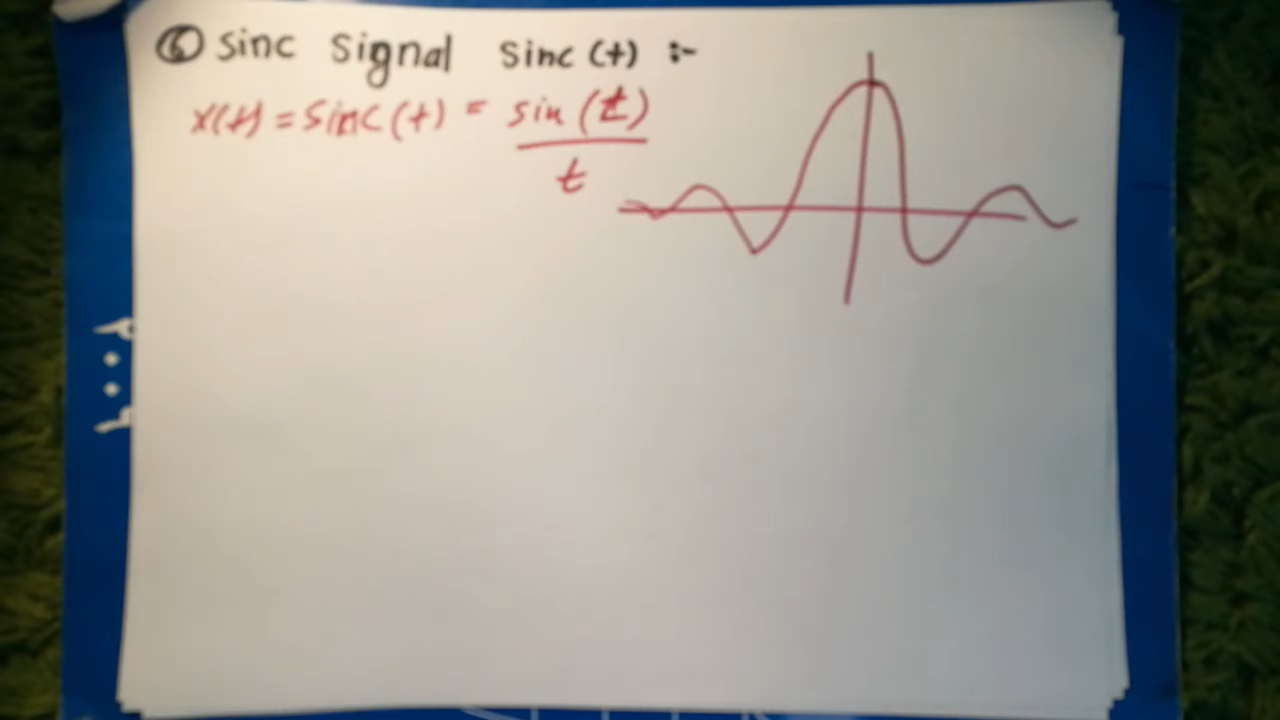 ⑥ sinc signal sinc (t) :-
x(t) = sinc (t) = sin (t) / t